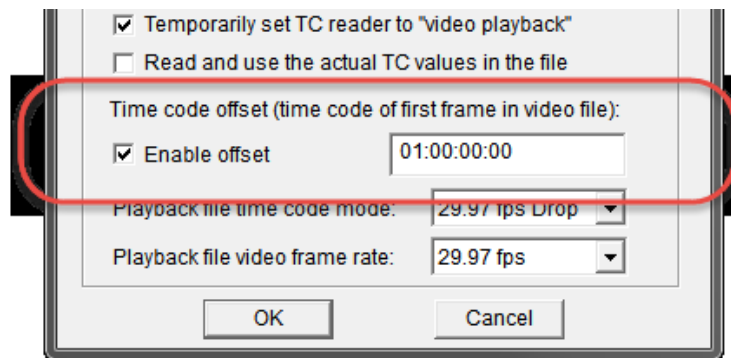 Temporarily set TC reader to "video playback"
Read and use the actual TC values in the file
Time code offset (time code of first frame in video file):
Enable offset 01:00:00:00
Playback file time code mode: 29.97 fps Drop
Playback file video frame rate: 29.97 fps
OK Cancel